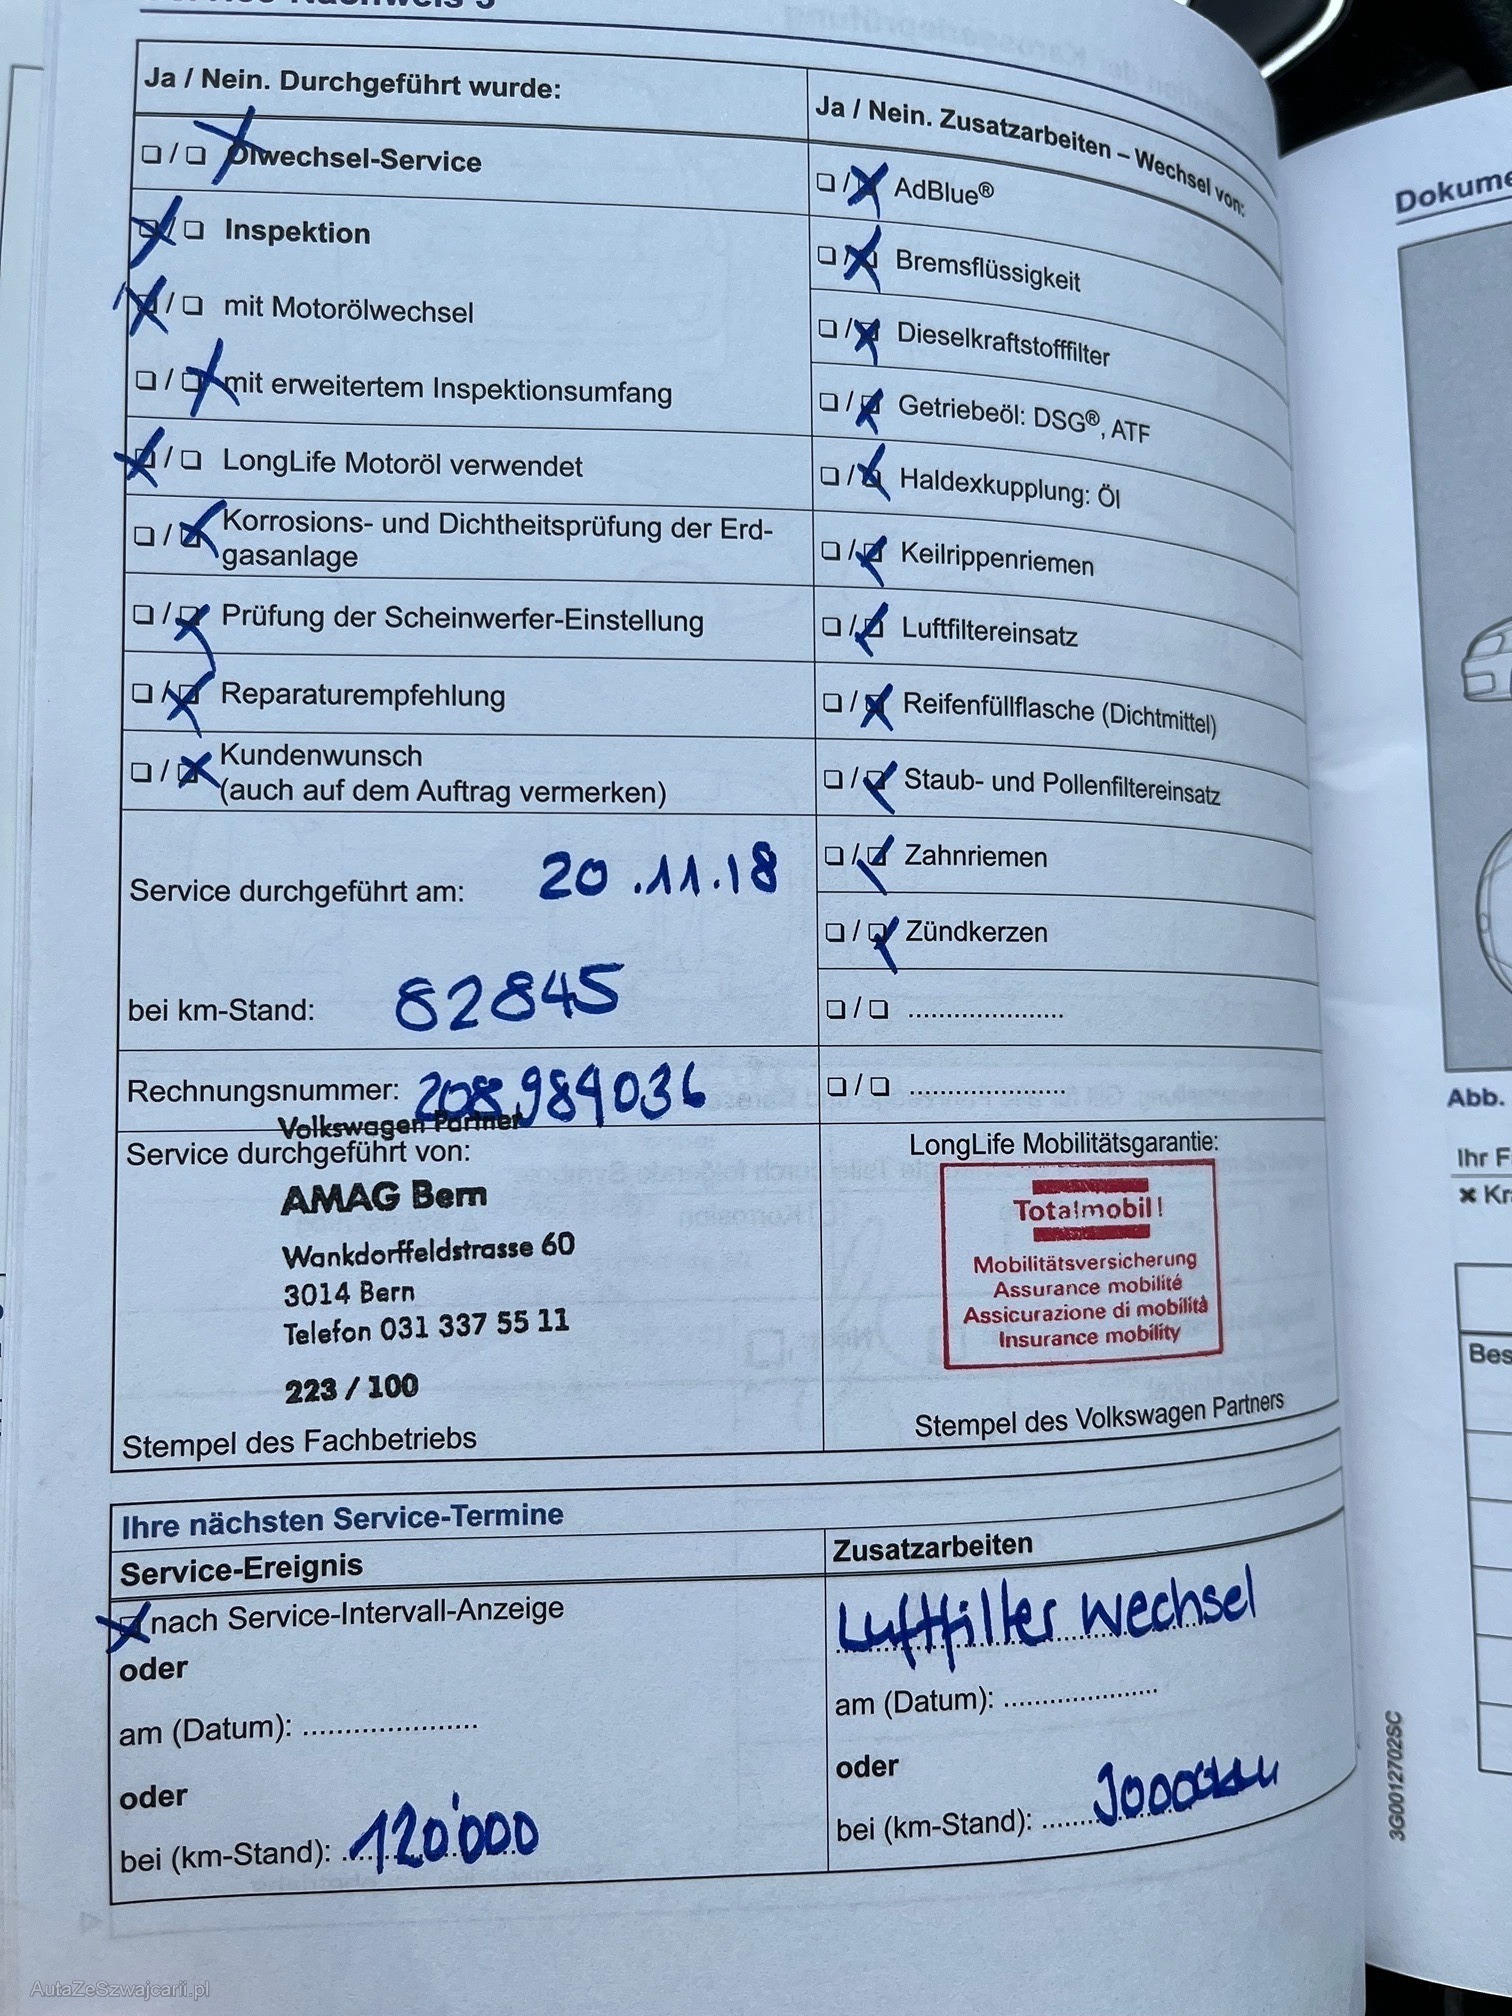 Ja / Nein. Durchgeführt wurde:
❏ / ❏ Ölwechsel-Service
❏ / ❏ Inspektion
❏ / ❏ mit Motorölwechsel
❏ / ❏ mit erweitertem Inspektionsumfang
❏ / ❏ LongLife Motoröl verwendet
❏ / ❏ Korrosions- und Dichtheitsprüfung der Erd-
gasanlage
❏ / ❏ Prüfung der Scheinwerfer-Einstellung
❏ / ❏ Reparaturempfehlung
❏ / ❏ Kundenwunsch
(auch auf dem Auftrag vermerken)
Service durchgeführt am: 20.11.18
bei km-Stand: 82845
Rechnungsnummer: 208984036
Volkswagen Partner
Service durchgeführt von:
AMAG Bern
Wankdorffeldstrasse 60
3014 Bern
Telefon 031 337 55 11
223 / 100
Stempel des Fachbetriebs
Ja / Nein. Zusatzarbeiten – Wechsel von:
❏ / ❏ AdBlue®
❏ / ❏ Bremsflüssigkeit
❏ / ❏ Dieselkraftstofffilter
❏ / ❏ Getriebeöl: DSG®, ATF
❏ / ❏ Haldexkupplung: Öl
❏ / ❏ Keilrippenriemen
❏ / ❏ Luftfiltereinsatz
❏ / ❏ Reifenfüllflasche (Dichtmittel)
❏ / ❏ Staub- und Pollenfiltereinsatz
❏ / ❏ Zahnriemen
❏ / ❏ Zündkerzen
❏ / ❏ .....................
❏ / ❏ .....................
LongLife Mobilitätsgarantie:
Totalmobil!
Mobilitätsversicherung
Assurance mobilité
Assicurazione di mobilità
Insurance mobility
Stempel des Volkswagen Partners
Ihre nächsten Service-Termine
Service-Ereignis
❏ nach Service-Intervall-Anzeige
oder
am (Datum): .......................
oder
bei (km-Stand): 120'000
Zusatzarbeiten
Luftfilter Wechsel
am (Datum): .....................
oder
bei (km-Stand):
3G0012702SC
Abb.
Ihr F
Kr
Bes
AutaZeSzwajcarii.pl